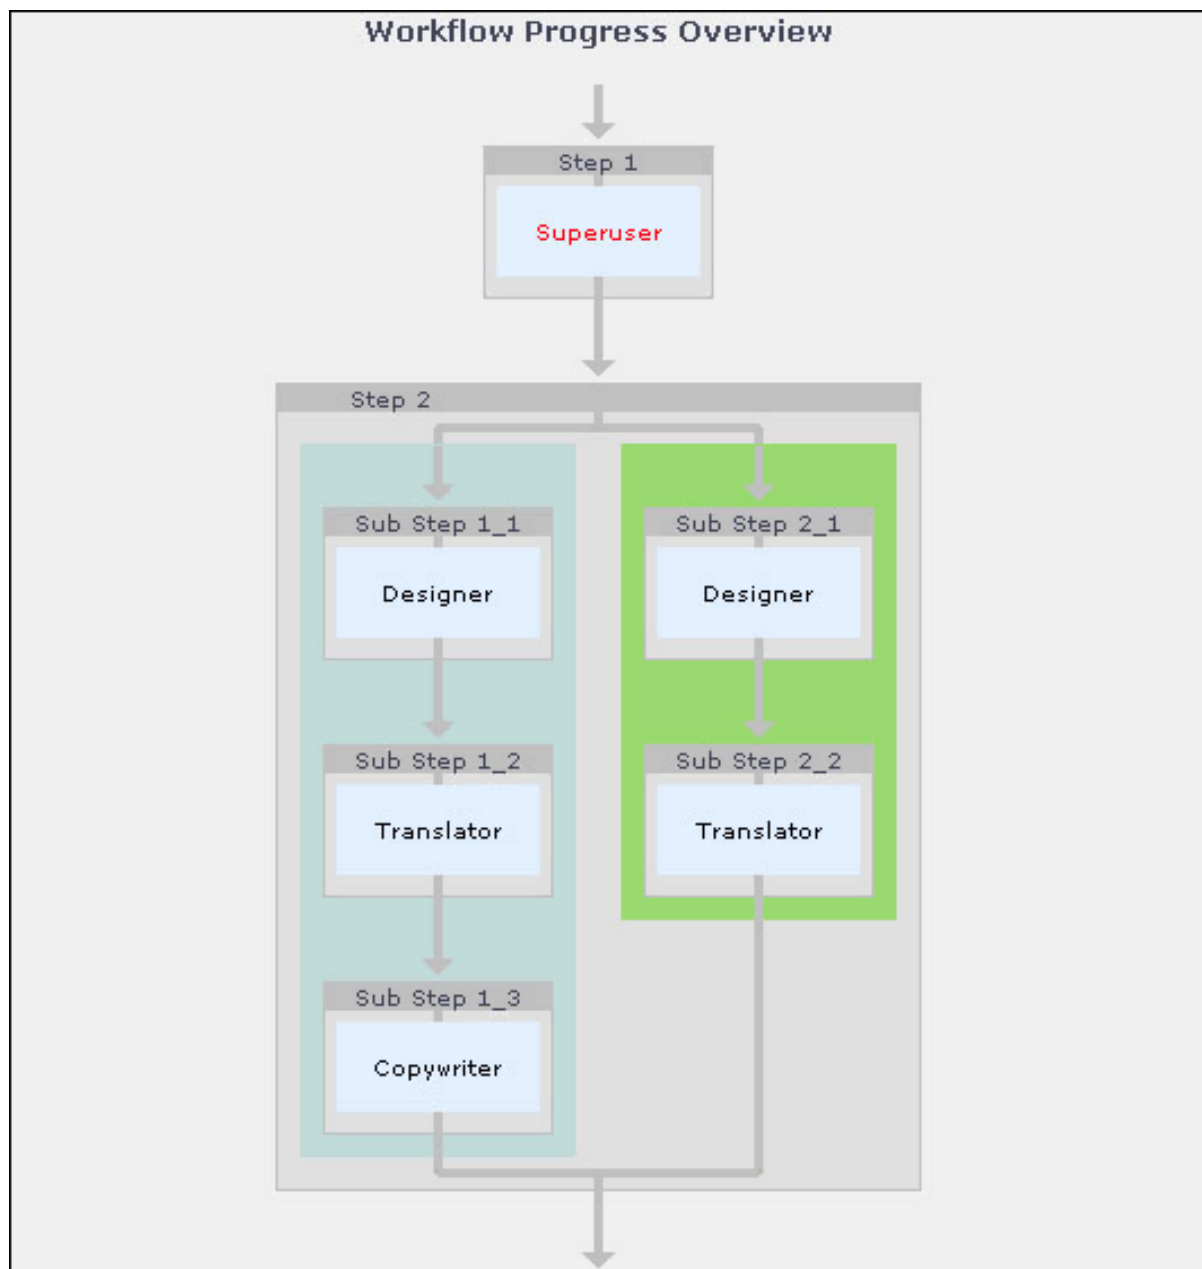 Workflow Progress Overview
Step 1
Superuser
Step 2
Sub Step 1_1
Designer
Sub Step 1_2
Translator
Sub Step 1_3
Copywriter
Sub Step 2_1
Designer
Sub Step 2_2
Translator